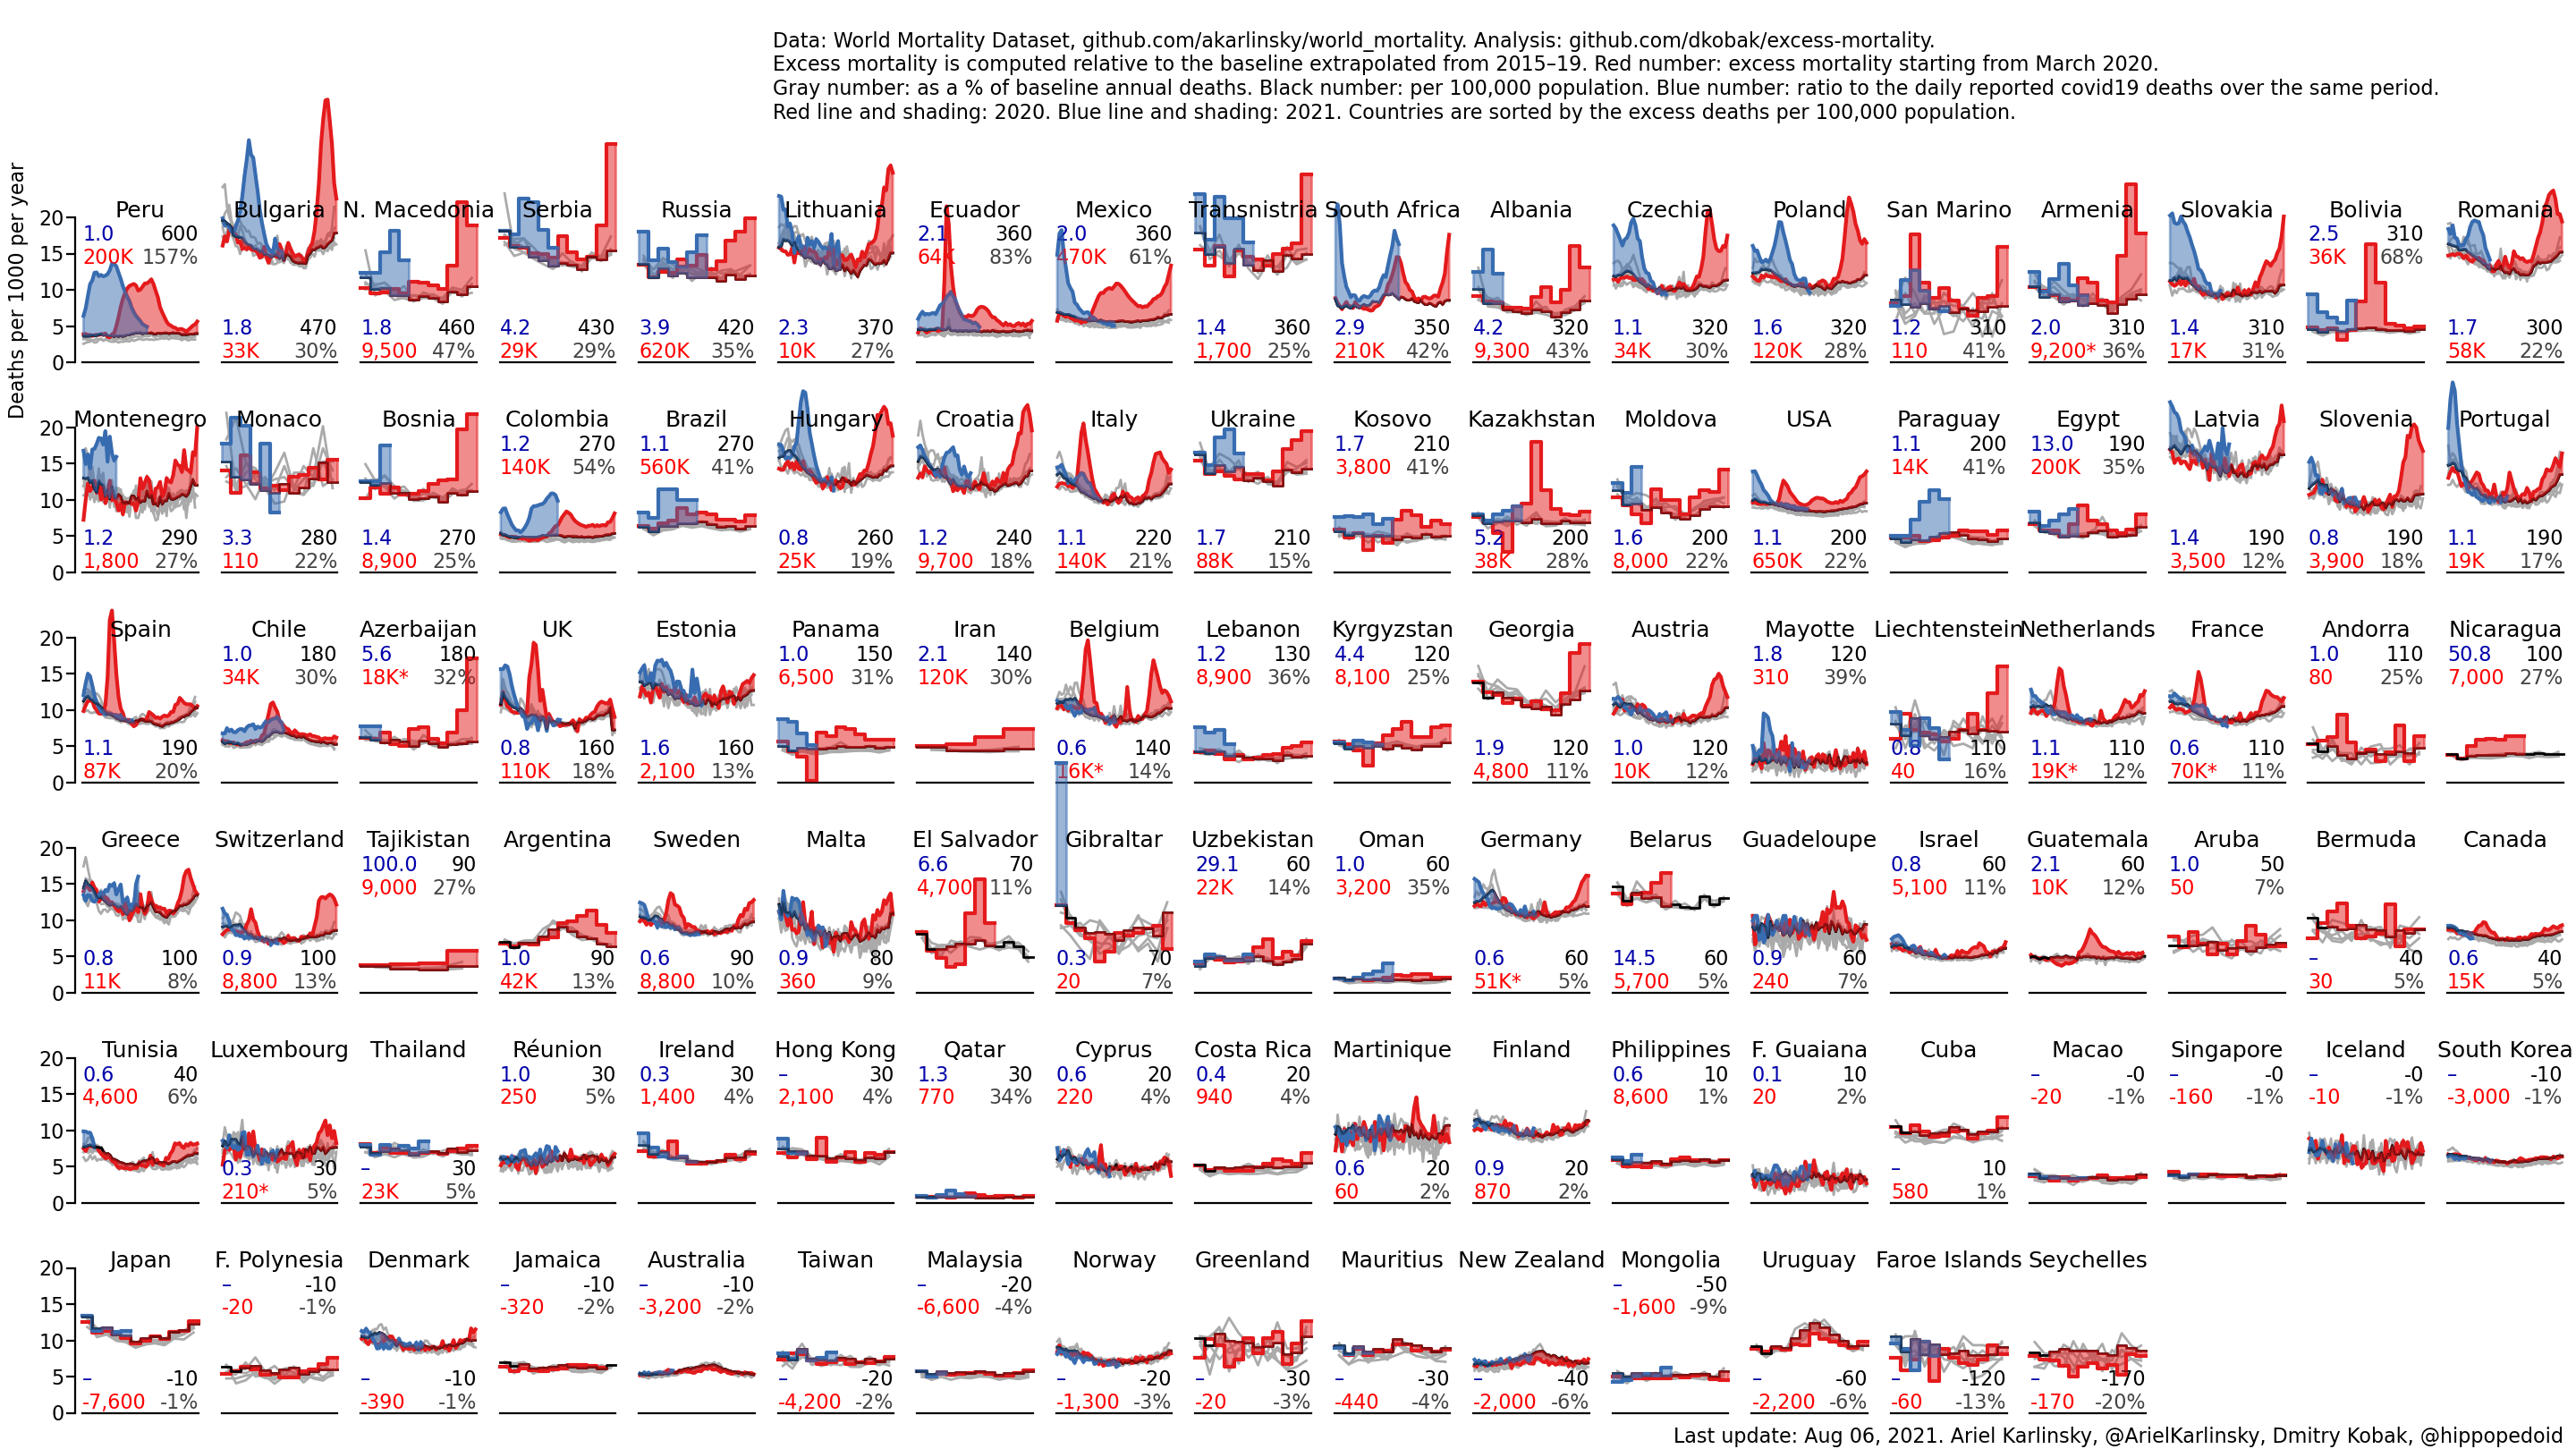 Data: World Mortality Dataset, github.com/akarlinsky/world_mortality. Analysis: github.com/dkobak/excess-mortality.
Excess mortality is computed relative to the baseline extrapolated from 2015–19. Red number: excess mortality starting from March 2020.
Gray number: as a % of baseline annual deaths. Black number: per 100,000 population. Blue number: ratio to the daily reported covid19 deaths over the same period.
Red line and shading: 2020. Blue line and shading: 2021. Countries are sorted by the excess deaths per 100,000 population.
Deaths per 1000 per year
Peru Bulgaria N. Macedonia Serbia Russia Lithuania Ecuador Mexico Transnistria South Africa Albania Czechia Poland San Marino Armenia Slovakia Bolivia Romania
20 1.0 600 2.1 360 2.0 360 2.5 310
200K 157% 64K 83% 470K 61% 36K 68%
15
10
5 1.8 470 1.8 460 4.2 430 3.9 420 2.3 370 1.4 360 2.9 350 4.2 320 1.1 320 1.6 320 1.2 310 2.0 310 1.4 310 1.7 300
0 33K 30% 9,500 47% 29K 29% 620K 35% 10K 27% 1,700 25% 210K 42% 9,300 43% 34K 30% 120K 28% 110 41% 9,200* 36% 17K 31% 58K 22%
Montenegro Monaco Bosnia Colombia Brazil Hungary Croatia Italy Ukraine Kosovo Kazakhstan Moldova USA Paraguay Egypt Latvia Slovenia Portugal
20 1.2 270 1.1 270 1.7 210 1.1 200 13.0 190
15 140K 54% 560K 41% 3,800 41% 14K 41% 200K 35%
10
5 1.2 290 3.3 280 1.4 270 0.8 260 1.2 240 1.1 220 1.7 210 5.2 200 1.6 200 1.1 200 1.4 190 0.8 190 1.1 190
0 1,800 27% 110 22% 8,900 25% 25K 19% 9,700 18% 140K 21% 88K 15% 38K 28% 8,000 22% 650K 22% 3,500 12% 3,900 18% 19K 17%
Spain Chile Azerbaijan UK Estonia Panama Iran Belgium Lebanon Kyrgyzstan Georgia Austria Mayotte Liechtenstein Netherlands France Andorra Nicaragua
20 1.0 180 5.6 180 1.0 150 2.1 140 1.2 130 4.4 120 1.8 120 1.0 110 50.8 100
15 34K 30% 18K* 32% 6,500 31% 120K 30% 8,900 36% 8,100 25% 310 39% 80 25% 7,000 27%
10
5 1.1 190 0.8 160 1.6 160 0.6 140 1.9 120 1.0 120 0.8 110 1.1 110 0.6 110
0 87K 20% 110K 18% 2,100 13% 16K* 14% 4,800 11% 10K 12% 40 16% 19K* 12% 70K* 11%
Greece Switzerland Tajikistan Argentina Sweden Malta El Salvador Gibraltar Uzbekistan Oman Germany Belarus Guadeloupe Israel Guatemala Aruba Bermuda Canada
20 100.0 90 6.6 70 29.1 60 1.0 60 0.8 60 2.1 60 1.0 50
15 9,000 27% 4,700 11% 22K 14% 3,200 35% 5,100 11% 10K 12% 50 7%
10
5 0.8 100 0.9 100 1.0 90 0.6 90 0.9 80 0.3 70 0.6 60 14.5 60 0.9 60 – 40 0.6 40
0 11K 8% 8,800 13% 42K 13% 8,800 10% 360 9% 20 7% 51K* 5% 5,700 5% 240 7% 30 5% 15K 5%
Tunisia Luxembourg Thailand Réunion Ireland Hong Kong Qatar Cyprus Costa Rica Martinique Finland Philippines F. Guaiana Cuba Macao Singapore Iceland South Korea
20 0.6 40 1.0 30 0.3 30 – 30 1.3 30 0.6 20 0.4 20 0.6 10 0.1 10 – -0 – -0 – -0 – -10
15 4,600 6% 250 5% 1,400 4% 2,100 4% 770 34% 220 4% 940 4% 8,600 1% 20 2% -20 -1% -160 -1% -10 -1% -3,000 -1%
10
5 0.3 30 – 30 0.6 20 0.9 20 – 10
0 210* 5% 23K 5% 60 2% 870 2% 580 1%
Japan F. Polynesia Denmark Jamaica Australia Taiwan Malaysia Norway Greenland Mauritius New Zealand Mongolia Uruguay Faroe Islands Seychelles
20 – -10 – -10 – -10 – -20 – -50
15 -20 -1% -320 -2% -3,200 -2% -6,600 -4% -1,600 -9%
10
5 – -10 – -10 – -20 – -20 – -30 – -30 – -40 – -60 – -120 – -170
0 -7,600 -1% -390 -1% -4,200 -2% -1,300 -3% -20 -3% -440 -4% -2,000 -6% -2,200 -6% -60 -13% -170 -20%
Last update: Aug 06, 2021. Ariel Karlinsky, @ArielKarlinsky, Dmitry Kobak, @hippopedoid